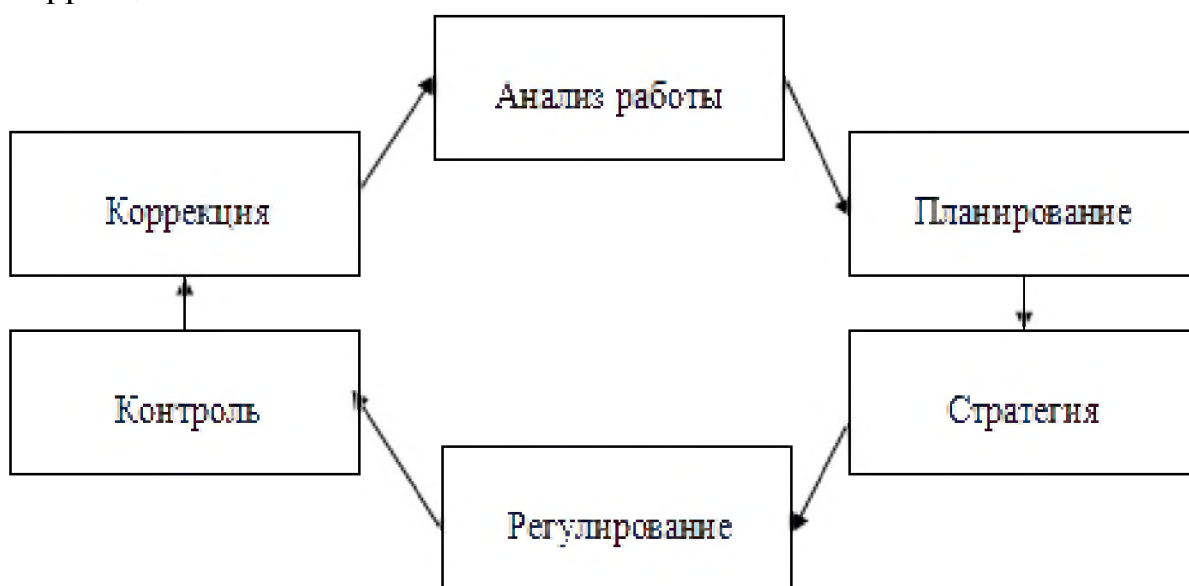 Анализ работы
Коррекция
Планирование
Контроль
Стратегия
Регулирование